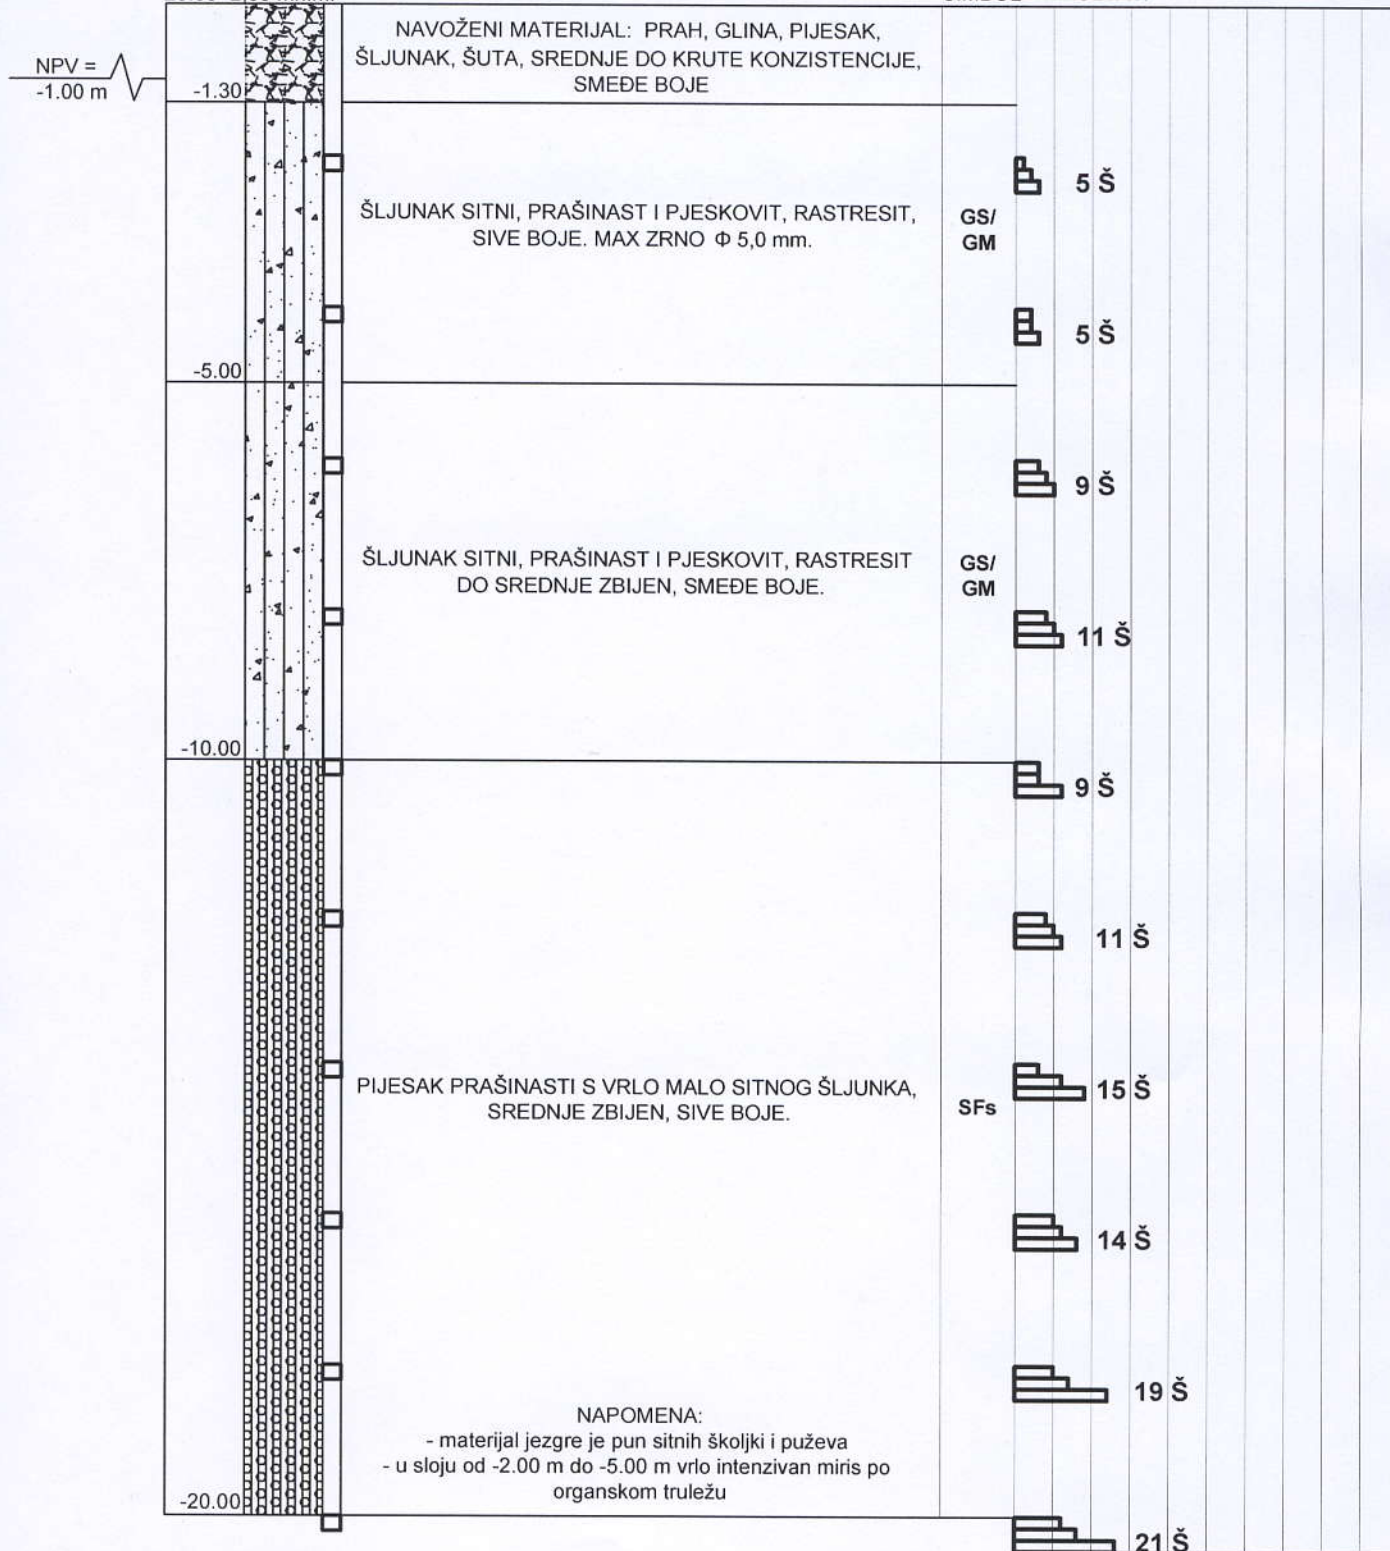 NAVOŽENI MATERIJAL: PRAH, GLINA, PIJESAK,
ŠLJUNAK, ŠUTA, SREDNJE DO KRUTE KONZISTENCIJE,
SMEĐE BOJE
NPV =
-1.00 m
-1.30
5 Š
ŠLJUNAK SITNI, PRAŠINAST I PJESKOVIT, RASTRESIT,
SIVE BOJE. MAX ZRNO Φ 5,0 mm.
GS/
GM
5 Š
-5.00
9 Š
ŠLJUNAK SITNI, PRAŠINAST I PJESKOVIT, RASTRESIT
DO SREDNJE ZBIJEN, SMEĐE BOJE.
GS/
GM
11 Š
-10.00
9 Š
11 Š
15 Š
PIJESAK PRAŠINASTI S VRLO MALO SITNOG ŠLJUNKA,
SREDNJE ZBIJEN, SIVE BOJE.
SFs
14 Š
19 Š
NAPOMENA:
- materijal jezgre je pun sitnih školjki i puževa
- u sloju od -2.00 m do -5.00 m vrlo intenzivan miris po
organskom truležu
-20.00
21 Š